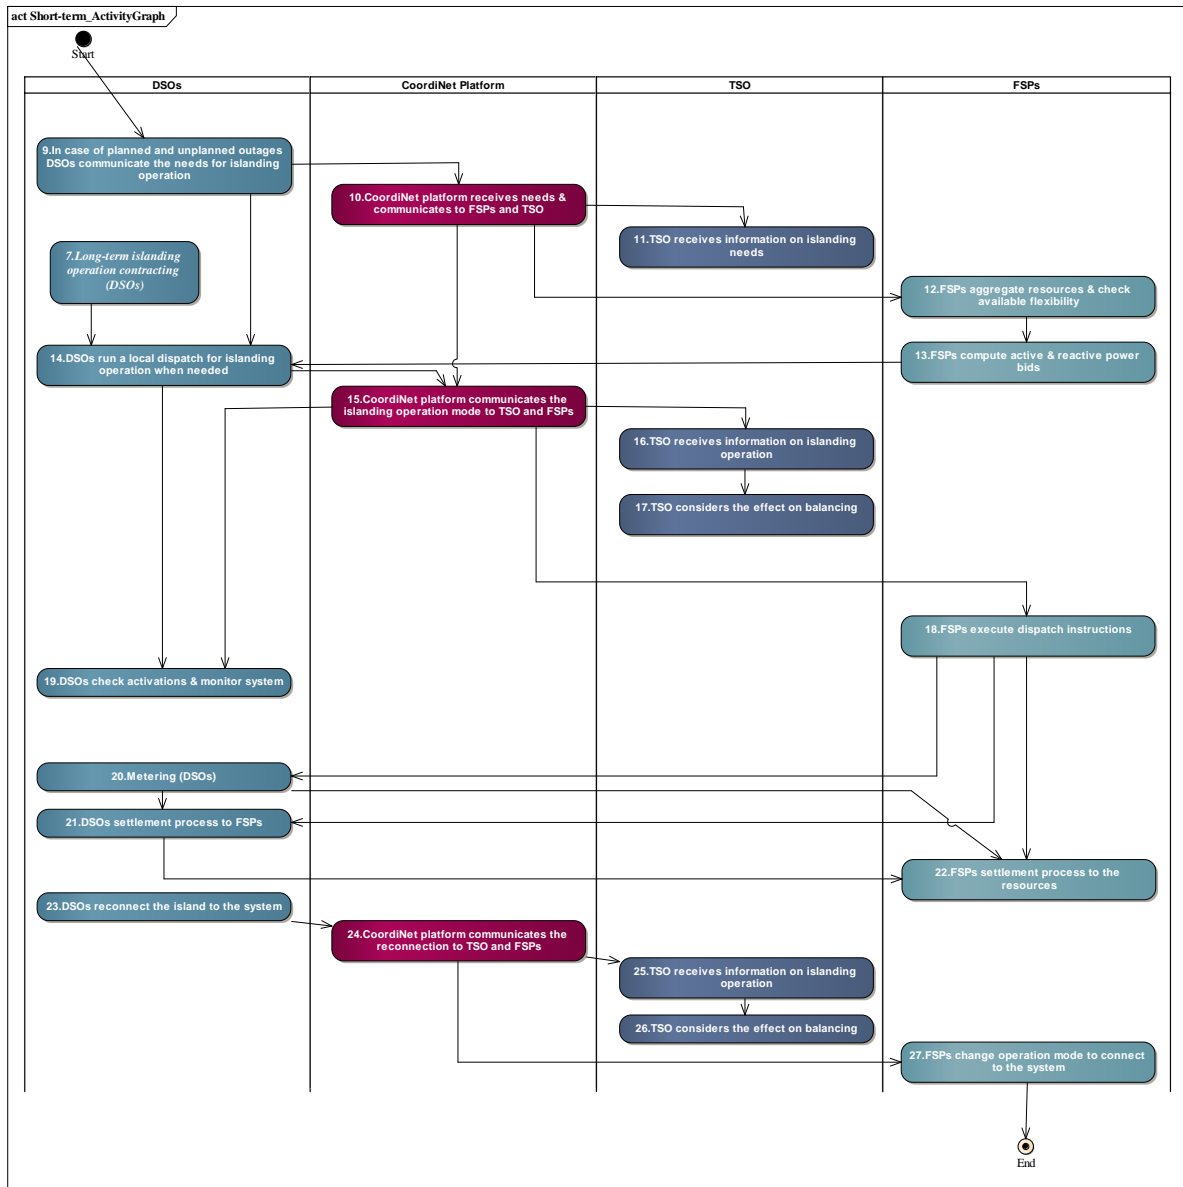 act Short-term_ActivityGraph
Start
DSOs
CoordiNet Platform
TSO
FSPs
9.In case of planned and unplanned outages
DSOs communicate the needs for islanding
operation
10.CoordiNet platform receives needs &
communicates to FSPs and TSO
11.TSO receives information on islanding
needs
7.Long-term islanding
operation contracting
(DSOs)
12.FSPs aggregate resources & check
available flexibility
14.DSOs run a local dispatch for islanding
operation when needed
13.FSPs compute active & reactive power
bids
15.CoordiNet platform communicates the
islanding operation mode to TSO and FSPs
16.TSO receives information on islanding
operation
17.TSO considers the effect on balancing
18.FSPs execute dispatch instructions
19.DSOs check activations & monitor system
20.Metering (DSOs)
21.DSOs settlement process to FSPs
22.FSPs settlement process to the
resources
23.DSOs reconnect the island to the system
24.CoordiNet platform communicates the
reconnection to TSO and FSPs
25.TSO receives information on islanding
operation
26.TSO considers the effect on balancing
27.FSPs change operation mode to connect
to the system
End